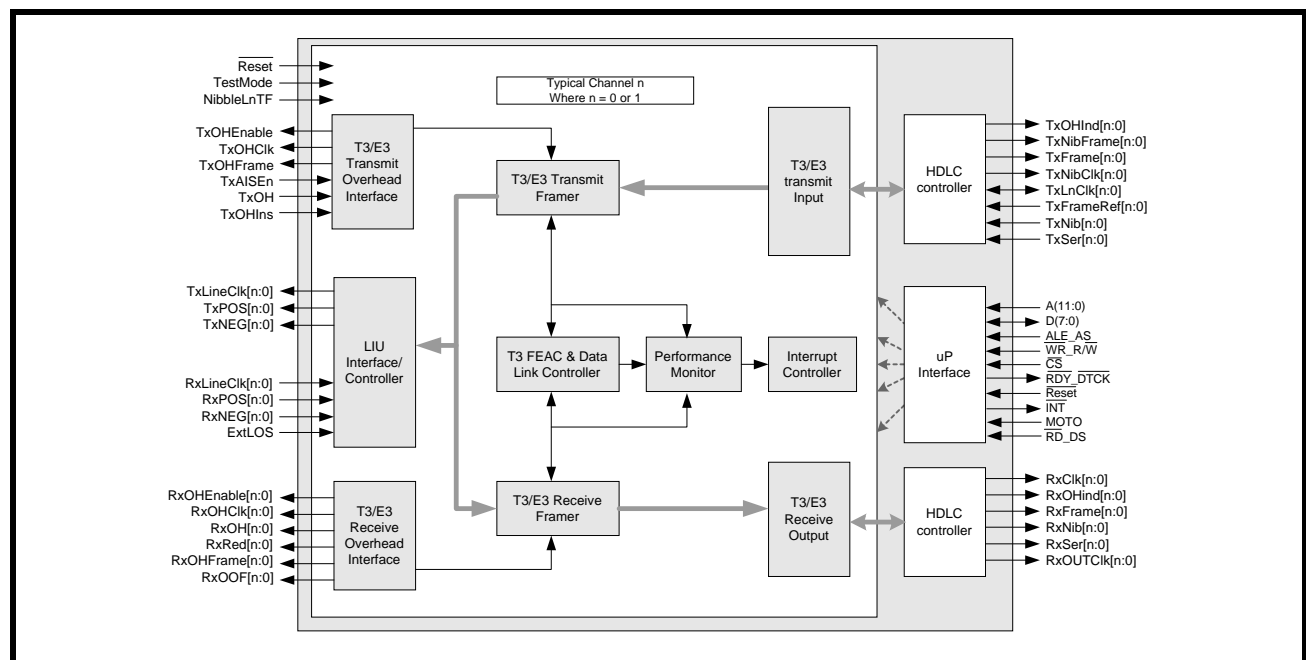 Reset
TestMode
NibbleLnTF
Typical Channel n
Where n = 0 or 1
TxOHEnable
TxOHClk
TxOHFrame
TxAISEn
TxOH
TxOHIns
T3/E3
Transmit
Overhead
Interface
T3/E3 Transmit
Framer
T3/E3
transmit
Input
HDLC
controller
TxOHInd[n:0]
TxNibFrame[n:0]
TxFrame[n:0]
TxNibClk[n:0]
TxLnClk[n:0]
TxFrameRef[n:0]
TxNib[n:0]
TxSer[n:0]
TxLineClk[n:0]
TxPOS[n:0]
TxNEG[n:0]
RxLineClk[n:0]
RxPOS[n:0]
RxNEG[n:0]
ExtLOS
LIU
Interface/
Controller
T3 FEAC & Data
Link Controller
Performance
Monitor
Interrupt
Controller
uP
Interface
A(11:0)
D(7:0)
ALE_AS
WR_R/W
CS
RDY_DTCK
Reset
INT
MOTO
RD_DS
RxOHEnable[n:0]
RxOHClk[n:0]
RxOH[n:0]
RxRed[n:0]
RxOHFrame[n:0]
RxOOF[n:0]
T3/E3
Receive
Overhead
Interface
T3/E3 Receive
Framer
T3/E3
Receive
Output
HDLC
controller
RxClk[n:0]
RxOHind[n:0]
RxFrame[n:0]
RxNib[n:0]
RxSer[n:0]
RxOUTClk[n:0]